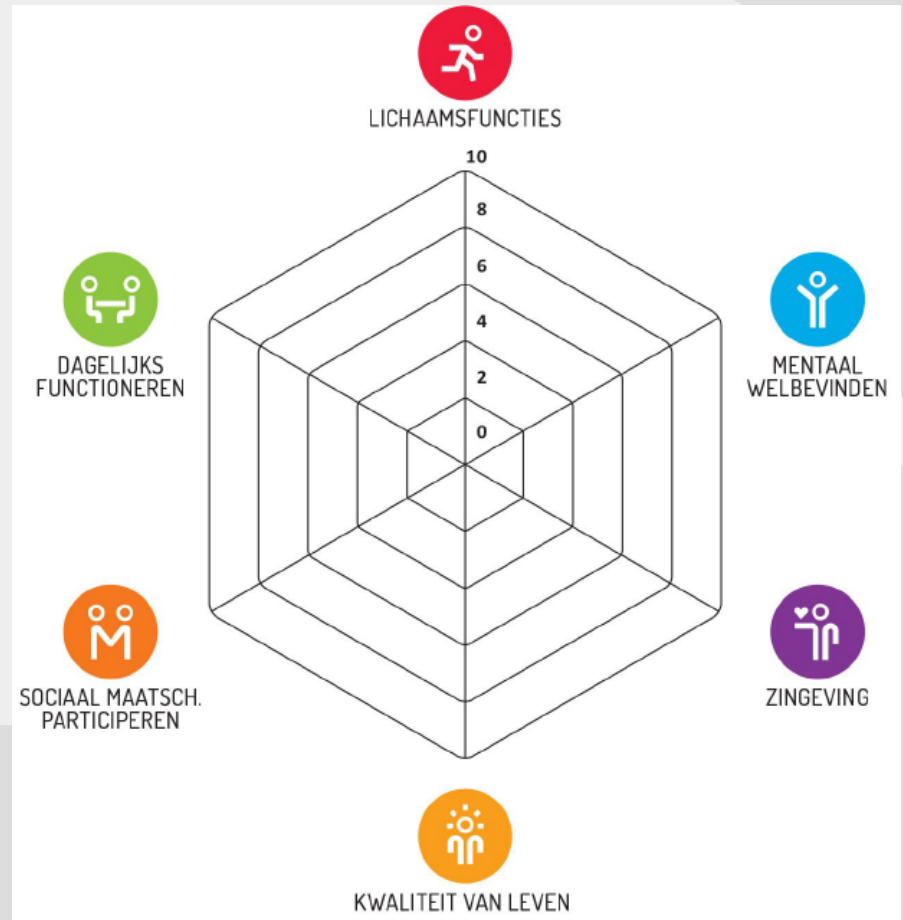 LICHAAMSFUNCTIES
10
8
6
4
2
0
DAGELIJKS
FUNCTIONEREN
MENTAAL
WELBEVINDEN
SOCIAAL MAATSCH.
PARTICIPEREN
ZINGEVING
KWALITEIT VAN LEVEN